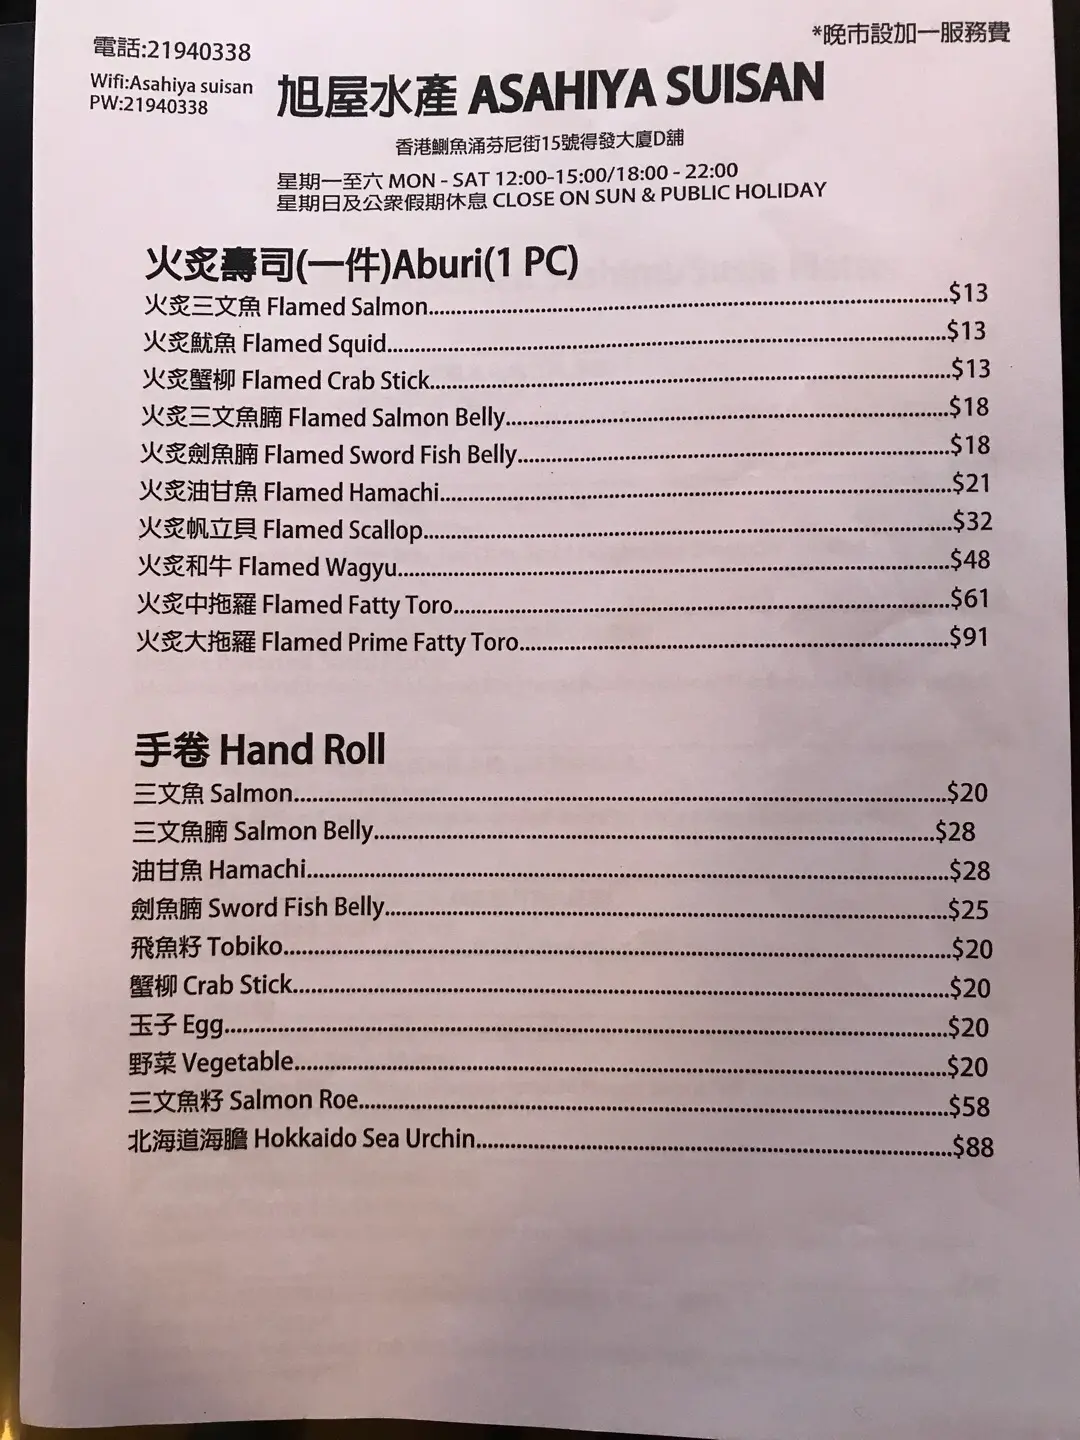 電話:21940338
*晚市設加一服務費
Wifi:Asahiya suisan
PW:21940338
旭屋水產 ASAHIYA SUISAN
香港鰂魚涌芬尼街15號得發大廈D舖
星期一至六 MON - SAT 12:00-15:00/18:00 - 22:00
星期日及公衆假期休息 CLOSE ON SUN & PUBLIC HOLIDAY
火炙壽司(一件)Aburi(1 PC)
火炙三文魚 Flamed Salmon........$13
火炙魷魚 Flamed Squid........$13
火炙蟹柳 Flamed Crab Stick........$13
火炙三文魚腩 Flamed Salmon Belly........$18
火炙劍魚腩 Flamed Sword Fish Belly........$18
火炙油甘魚 Flamed Hamachi........$21
火炙帆立貝 Flamed Scallop........$32
火炙和牛 Flamed Wagyu........$48
火炙中拖羅 Flamed Fatty Toro........$61
火炙大拖羅 Flamed Prime Fatty Toro........$91
手卷 Hand Roll
三文魚 Salmon........$20
三文魚腩 Salmon Belly........$28
油甘魚 Hamachi........$28
劍魚腩 Sword Fish Belly........$25
飛魚籽 Tobiko........$20
蟹柳 Crab Stick........$20
玉子 Egg........$20
野菜 Vegetable........$20
三文魚籽 Salmon Roe........$58
北海道海膽 Hokkaido Sea Urchin........$88